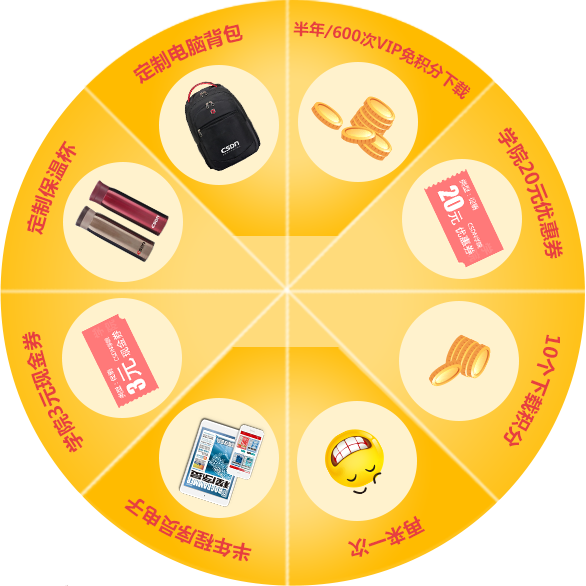 半年/600次VIP免积分下载
学院20元优惠券
20元 优惠券
10个下载积分
再来一次
半年程序员电子
学院3元现金券
3元 现金券
定制保温杯
定制电脑背包
CSDN